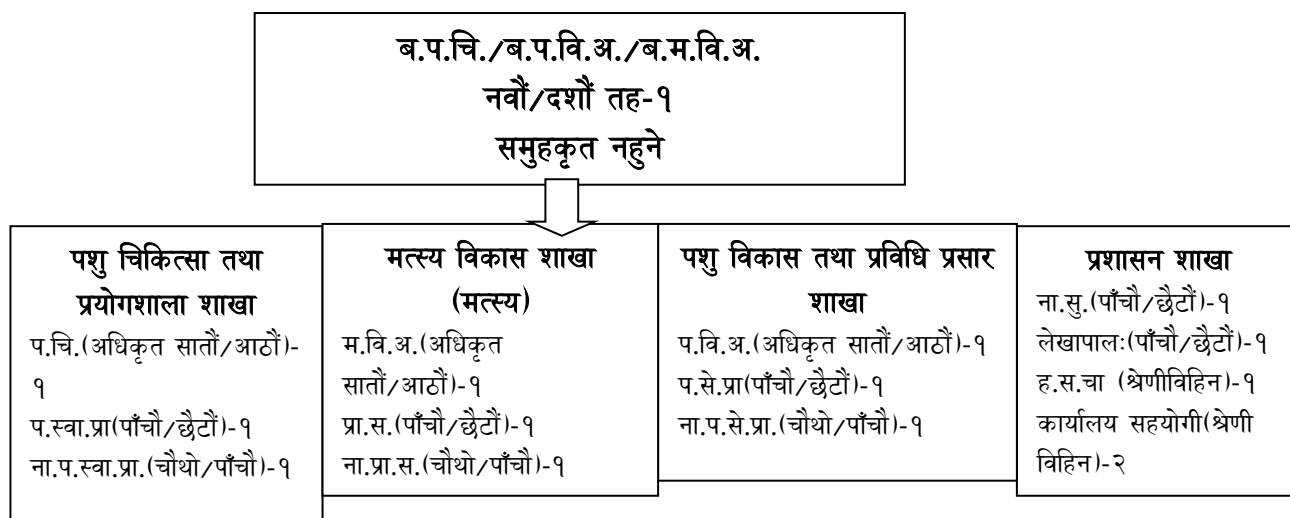 ब.प.चि./ब.प.वि.अ./ब.म.वि.अ.
नवौं/दशौं तह-१
समुहकृत नहुने
पशु चिकित्सा तथा
प्रयोगशाला शाखा
प.चि.(अधिकृत सातौं/आठौं)-
१
प.स्वा.प्रा(पाँचौ/छैटौं)-१
ना.प.स्वा.प्रा.(चौथो/पाँचौ)-१
मत्स्य विकास शाखा
(मत्स्य)
म.वि.अ.(अधिकृत
सातौं/आठौं)-१
प्रा.स.(पाँचौ/छैटौं)-१
ना.प्रा.स.(चौथो/पाँचौ)-१
पशु विकास तथा प्रविधि प्रसार
शाखा
प.वि.अ.(अधिकृत सातौं/आठौं)-१
प.से.प्रा(पाँचौ/छैटौं)-१
ना.प.से.प्रा.(चौथो/पाँचौ)-१
प्रशासन शाखा
ना.सु.(पाँचौ/छैटौं)-१
लेखापालः(पाँचौ/छैटौं)-१
ह.स.चा (श्रेणीविहिन)-१
कार्यालय सहयोगी(श्रेणी
विहिन)-२